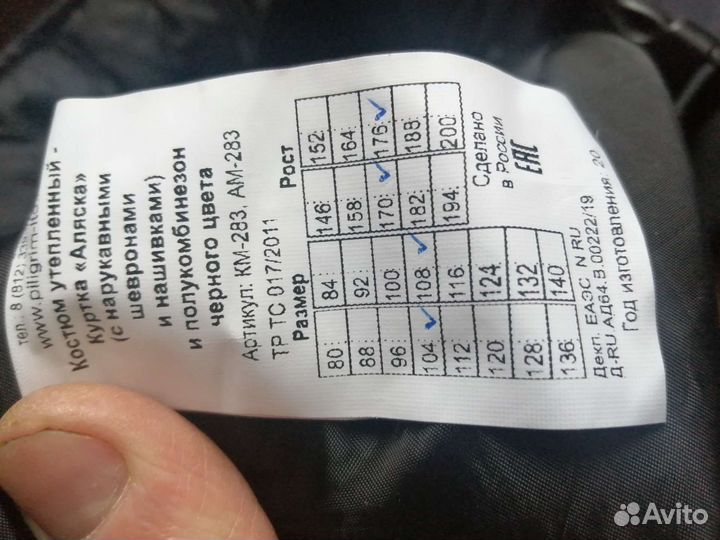 тел. 8 (812) 336
www.pilgrim-
Костюм утепленный -
Куртка «Аляска»
(с нарукавными
шевронами
и нашивками)
и полукомбинезон
черного цвета
Артикул: КМ-283, АМ-283
ТР ТС 017/2011
Размер Рост
80: 84: 146: 152:
88: 92: 158: 164:
96: 100: 170: 176:
104: 108: 182: 188:
112: 116: 194: 200:
120: 124:
128: 132:
136: 140:
Сделано
в России
ЕАС
Декл. ЕАЭС N RU
Д-RU АД64.В.00222/19
Год изготовления: 20
Avito